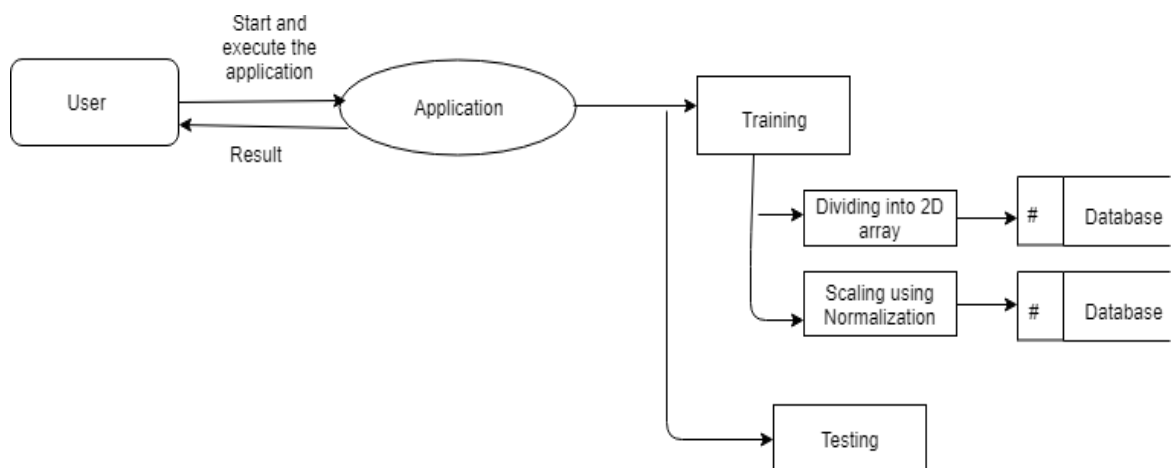 Start and
execute the
application
User
Application
Result
Training
Dividing into 2D
array
#
Database
Scaling using
Normalization
#
Database
Testing